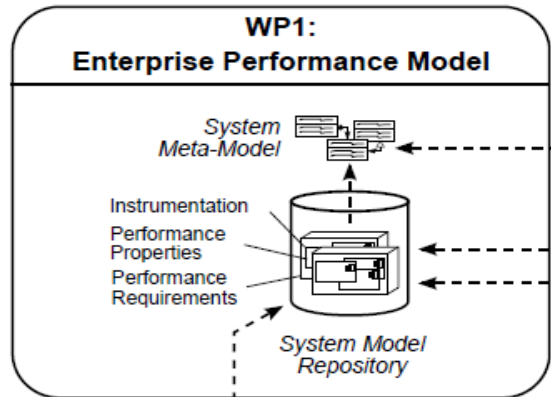 WP1:
Enterprise Performance Model
System
Meta-Model
Instrumentation
Performance
Properties
Performance
Requirements
System Model
Repository